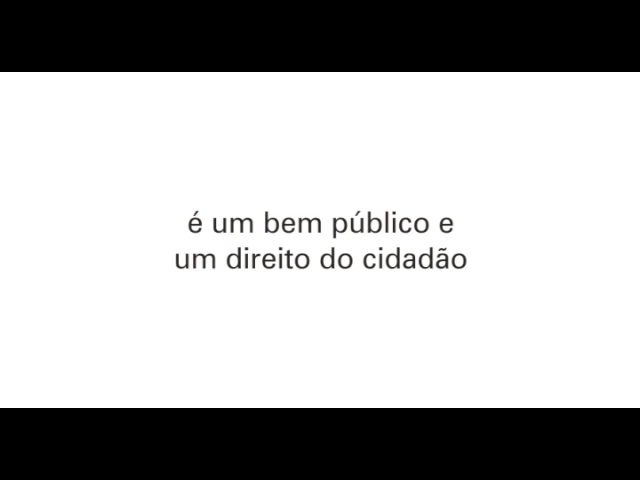 é um bem público e
um direito do cidadão